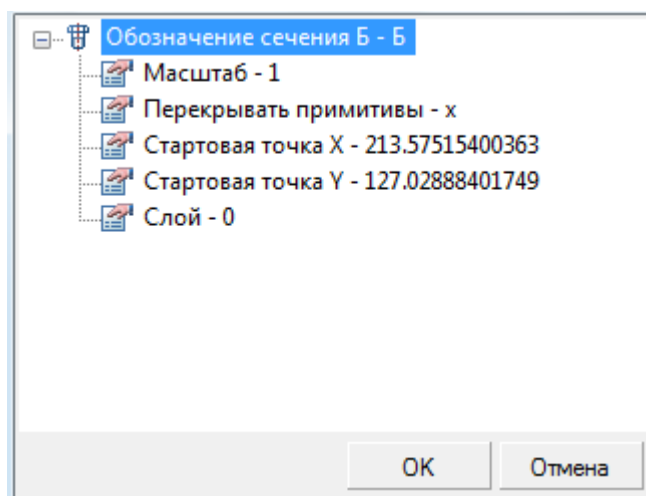 Обозначение сечения Б - Б
Масштаб - 1
Перекрывать примитивы - x
Стартовая точка X - 213.57515400363
Стартовая точка Y - 127.02888401749
Слой - 0
OK Отмена